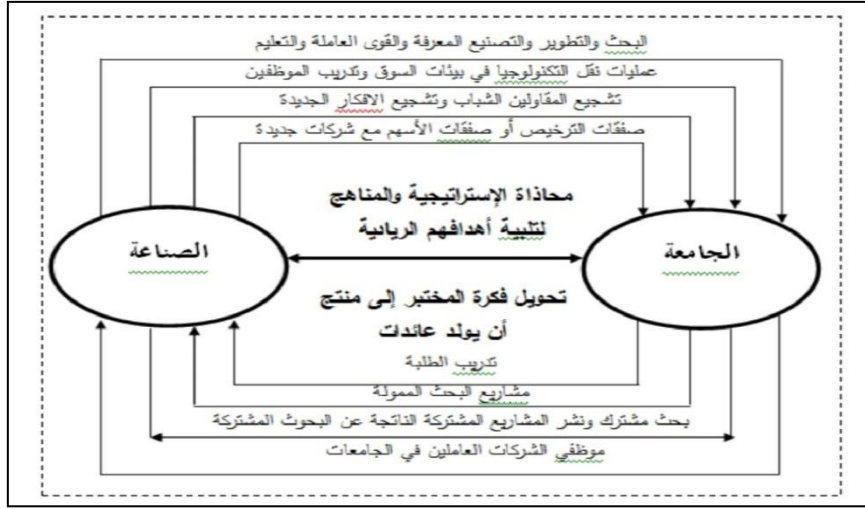 البحث والتطوير والتصنيع المعرفة والقوى العاملة والتعليم
عمليات نقل التكنولوجيا في بيئات السوق وتدريب الموظفين
تشجيع المقاولين الشباب وتشجيع الافكار الجديدة
صفقات الترخيص أو صفقات الأسهم مع شركات جديدة
محاذاة الإستراتيجية والمناهج
لتلبية أهدافهم الريادية
الجامعة
الصناعة
تحويل فكرة المختبر إلى منتج
أن يولد عائدات
تدريب الطلبة
مشاريع البحث الممولة
بحث مشترك ونشر المشاريع المشتركة الناتجة عن البحوث المشتركة
موظفي الشركات العاملين في الجامعات